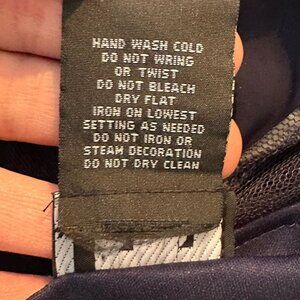 HAND WASH COLD
DO NOT WRING
OR TWIST
DO NOT BLEACH
DRY FLAT
IRON ON LOWEST
SETTING AS NEEDED
DO NOT IRON OR
STEAM DECORATION
DO NOT DRY CLEAN